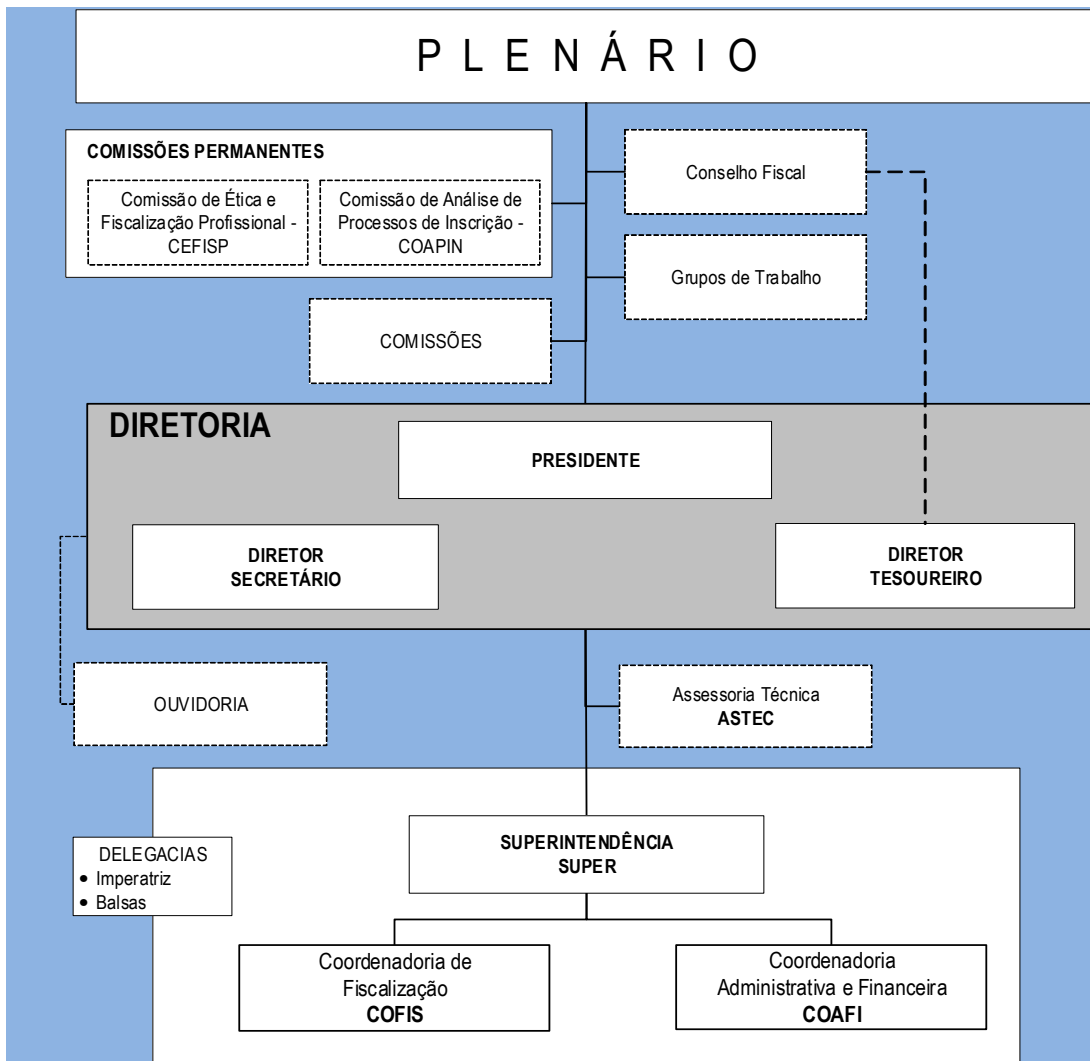 PLENÁRIO
COMISSÕES PERMANENTES
Comissão de Ética e
Fiscalização Profissional -
CEFISP
Comissão de Análise de
Processos de Inscrição -
COAPIN
Conselho Fiscal
Grupos de Trabalho
COMISSÕES
DIRETORIA
PRESIDENTE
DIRETOR
SECRETÁRIO
DIRETOR
TESOUREIRO
OUVIDORIA
Assessoria Técnica
ASTEC
SUPERINTENDÊNCIA
SUPER
DELEGACIAS
• Imperatriz
• Balsas
Coordenadoria de
Fiscalização
COFIS
Coordenadoria
Administrativa e Financeira
COAFI